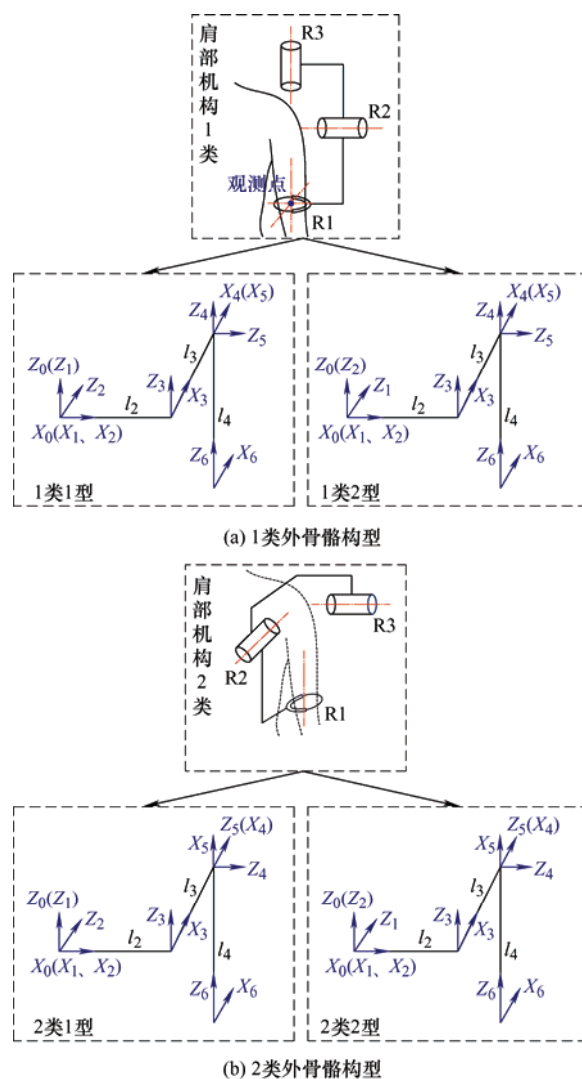 肩部机构1类
R3
R2
观测点
R1
Z4
X4(X5)
Z5
l3
Z0(Z1)
Z2
Z3
X3
l2
l4
X0(X1、X2)
Z6
X6
1类1型
Z4
X4(X5)
Z5
l3
Z0(Z2)
Z1
Z3
X3
l2
l4
X0(X1、X2)
Z6
X6
1类2型
(a) 1类外骨骼构型
肩部机构2类
R3
R2
R1
X5
Z5(X4)
Z4
l3
Z0(Z1)
Z2
Z3
X3
l2
l4
X0(X1、X2)
Z6
X6
2类1型
X5
Z5(X4)
Z4
l3
Z0(Z2)
Z1
Z3
X3
l2
l4
X0(X1、X2)
Z6
X6
2类2型
(b) 2类外骨骼构型